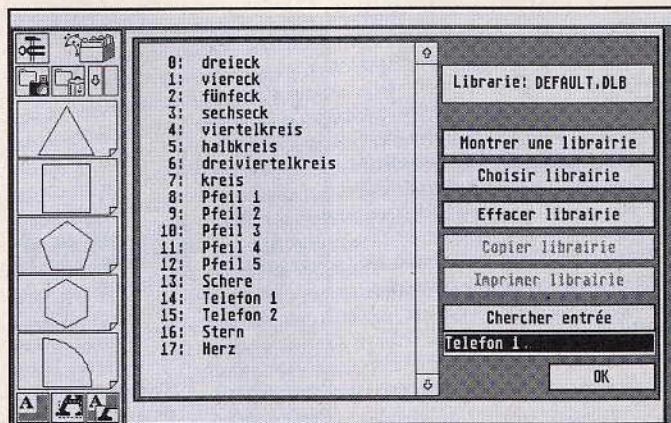 0: dreieck
1: viereck
2: fünfeck
3: sechseck
4: viertelkreis
5: halbkreis
6: dreiviertelkreis
7: kreis
8: Pfeil 1
9: Pfeil 2
10: Pfeil 3
11: Pfeil 4
12: Pfeil 5
13: Schere
14: Telefon 1
15: Telefon 2
16: Stern
17: Herz
Librarie: DEFAULT.DLB
Montrer une librairie
Choisir librairie
Effacer librairie
Copier librairie
Imprimer librairie
Chercher entrée
Telefon 1.
OK
A
A